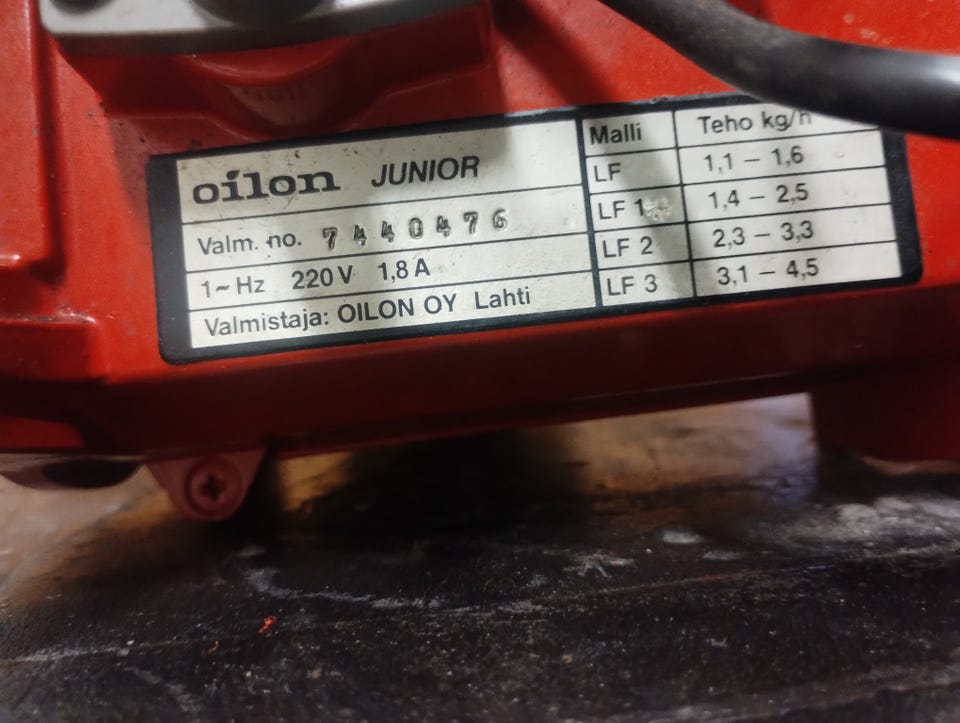 oilon JUNIOR
Valm. no. 7440476
1~ Hz 220 V 1,8 A
Valmistaja: OILON OY Lahti
Malli Teho kg/h
LF 1,1 – 1,6
LF 1 1,4 – 2,5
LF 2 2,3 – 3,3
LF 3 3,1 – 4,5